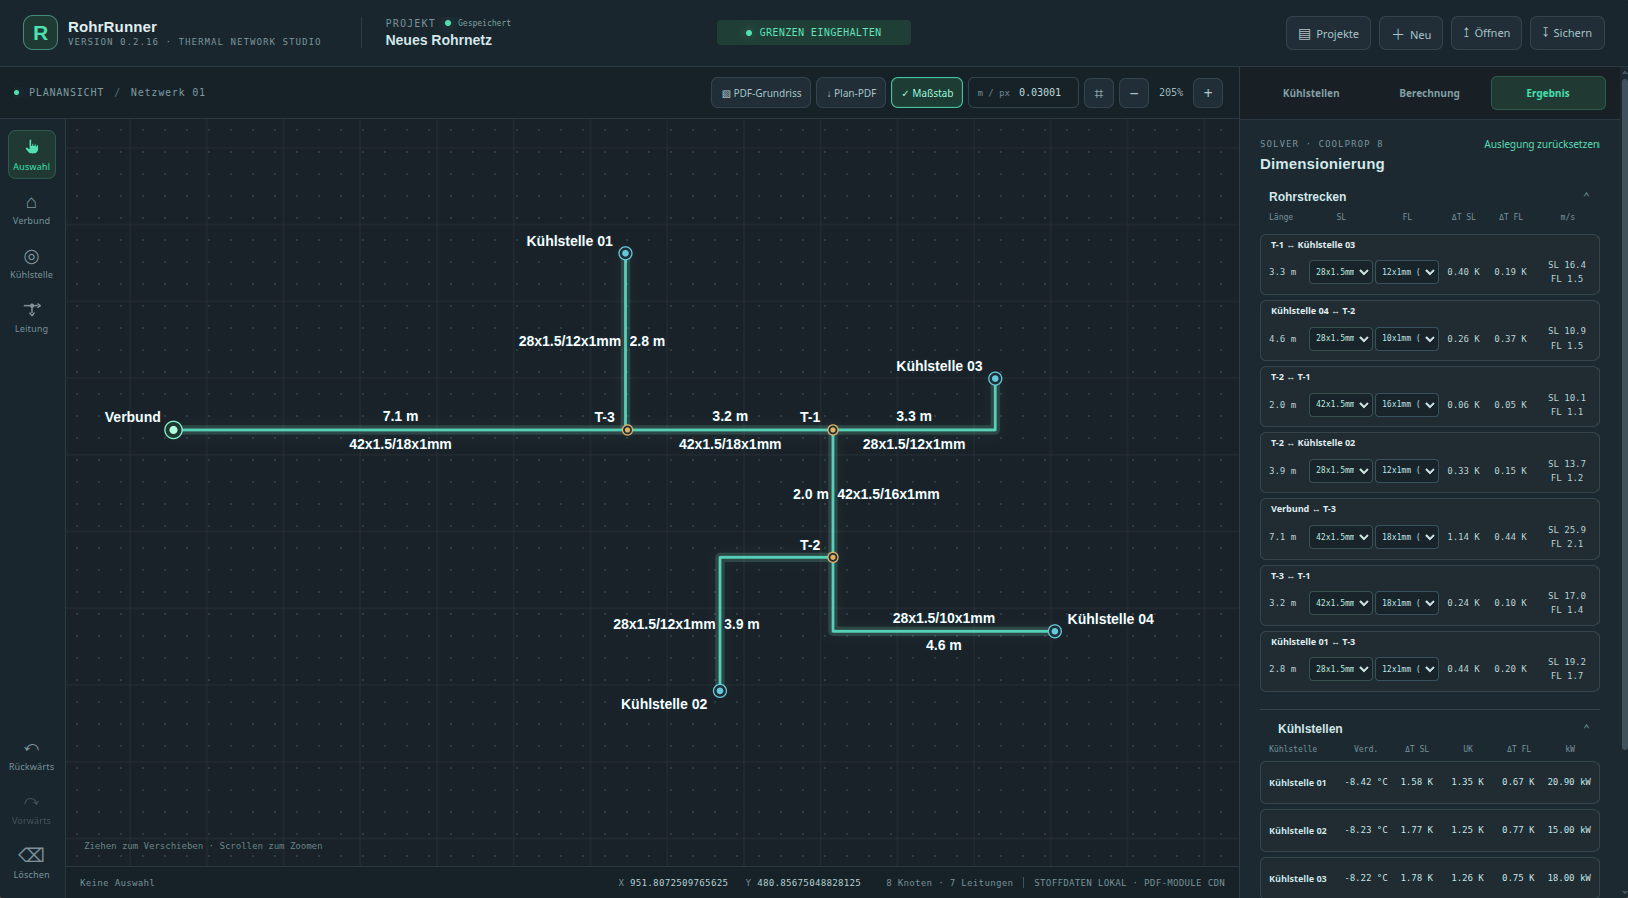 R
RohrRunner
VERSION 0.2.16 · THERMAL NETWORK STUDIO
PROJEKT Gespeichert
Neues Rohrnetz
GRENZEN EINGEHALTEN
Projekte
Neu
Öffnen
Sichern
PLANANSICHT / Netzwerk 01
PDF-Grundriss
↓ Plan-PDF
✓ Maßstab
m / px 0.03001
⌗
−
205%
+
Kühlstellen
Berechnung
Ergebnis
Auswahl
Verbund
Kühlstelle
Leitung
Rückwärts
Vorwärts
Löschen
Kühlstelle 01
28x1.5/12x1mm 2.8 m
Kühlstelle 03
Verbund
7.1 m
T-3
3.2 m
T-1
3.3 m
42x1.5/18x1mm
42x1.5/18x1mm
28x1.5/12x1mm
2.0 m 42x1.5/16x1mm
T-2
28x1.5/12x1mm 3.9 m
28x1.5/10x1mm
Kühlstelle 04
4.6 m
Kühlstelle 02
Ziehen zum Verschieben · Scrollen zum Zoomen
Keine Auswahl
X 951.8072509765625 Y 480.85675048828125
8 Knoten · 7 Leitungen
STOFFDATEN LOKAL · PDF-MODULE CDN
SOLVER · COOLPROP 8
Auslegung zurücksetzen
Dimensionierung
Rohrstrecken
Länge SL FL ΔT SL ΔT FL m/s
T-1 ↔ Kühlstelle 03
3.3 m 28x1.5mm 12x1mm ( 0.40 K 0.19 K SL 16.4
FL 1.5
Kühlstelle 04 ↔ T-2
4.6 m 28x1.5mm 10x1mm ( 0.26 K 0.37 K SL 10.9
FL 1.5
T-2 ↔ T-1
2.0 m 42x1.5mm 16x1mm ( 0.06 K 0.05 K SL 10.1
FL 1.1
T-2 ↔ Kühlstelle 02
3.9 m 28x1.5mm 12x1mm ( 0.33 K 0.15 K SL 13.7
FL 1.2
Verbund ↔ T-3
7.1 m 42x1.5mm 18x1mm ( 1.14 K 0.44 K SL 25.9
FL 2.1
T-3 ↔ T-1
3.2 m 42x1.5mm 18x1mm ( 0.24 K 0.10 K SL 17.0
FL 1.4
Kühlstelle 01 ↔ T-3
2.8 m 28x1.5mm 12x1mm ( 0.44 K 0.20 K SL 19.2
FL 1.7
Kühlstellen
Kühlstelle Verd. ΔT SL UK ΔT FL kW
Kühlstelle 01 -8.42 °C 1.58 K 1.35 K 0.67 K 20.90 kW
Kühlstelle 02 -8.23 °C 1.77 K 1.25 K 0.77 K 15.00 kW
Kühlstelle 03 -8.22 °C 1.78 K 1.26 K 0.75 K 18.00 kW